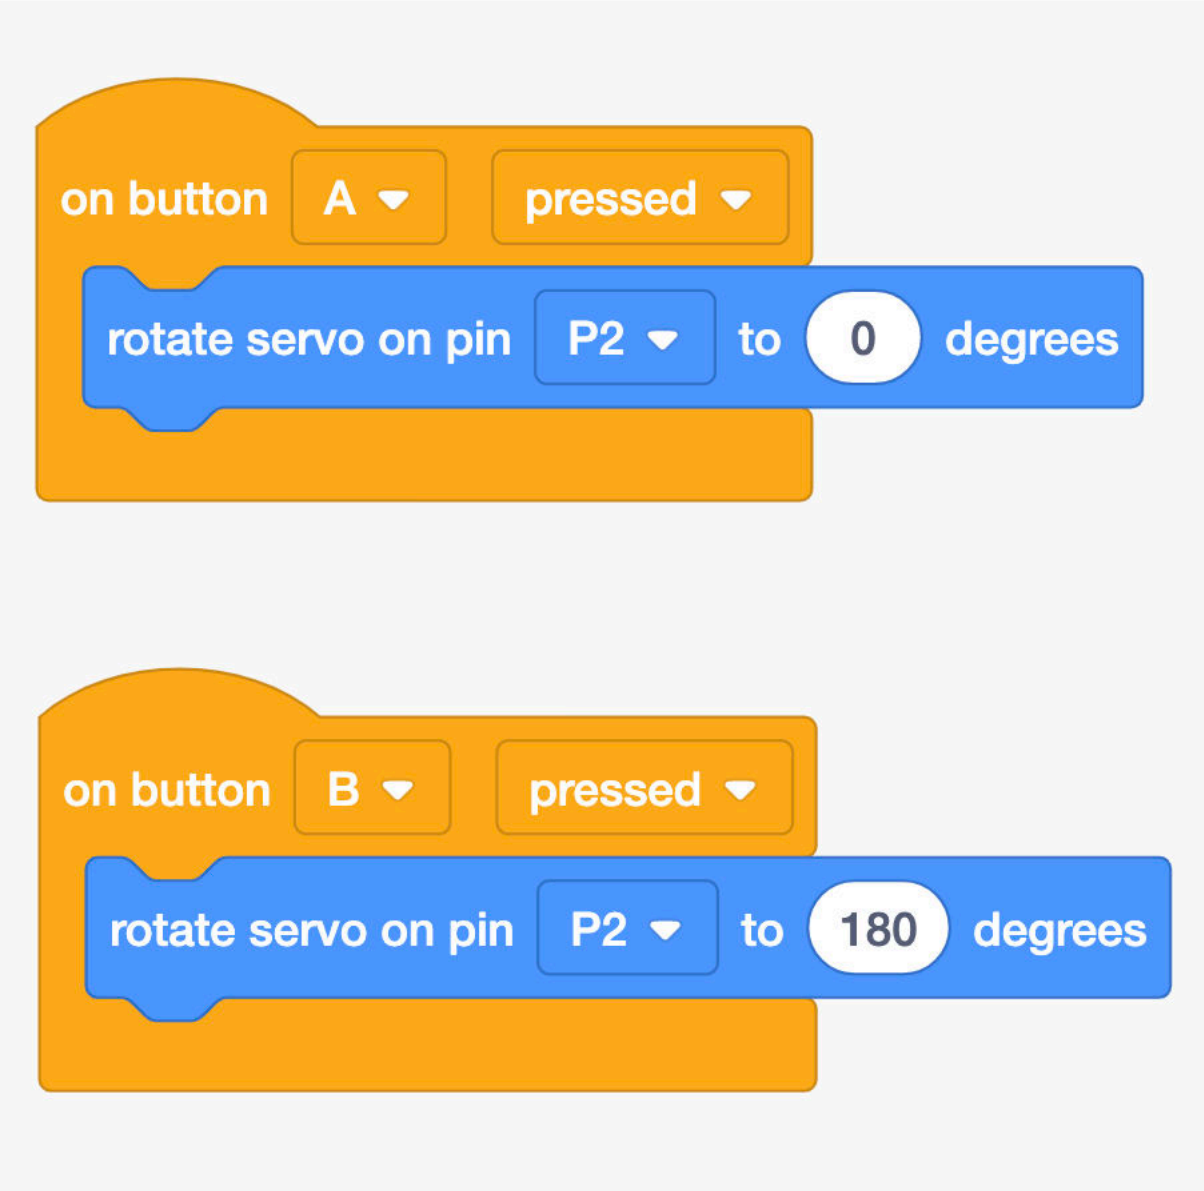 on button A pressed
rotate servo on pin P2 to 0 degrees
on button B pressed
rotate servo on pin P2 to 180 degrees